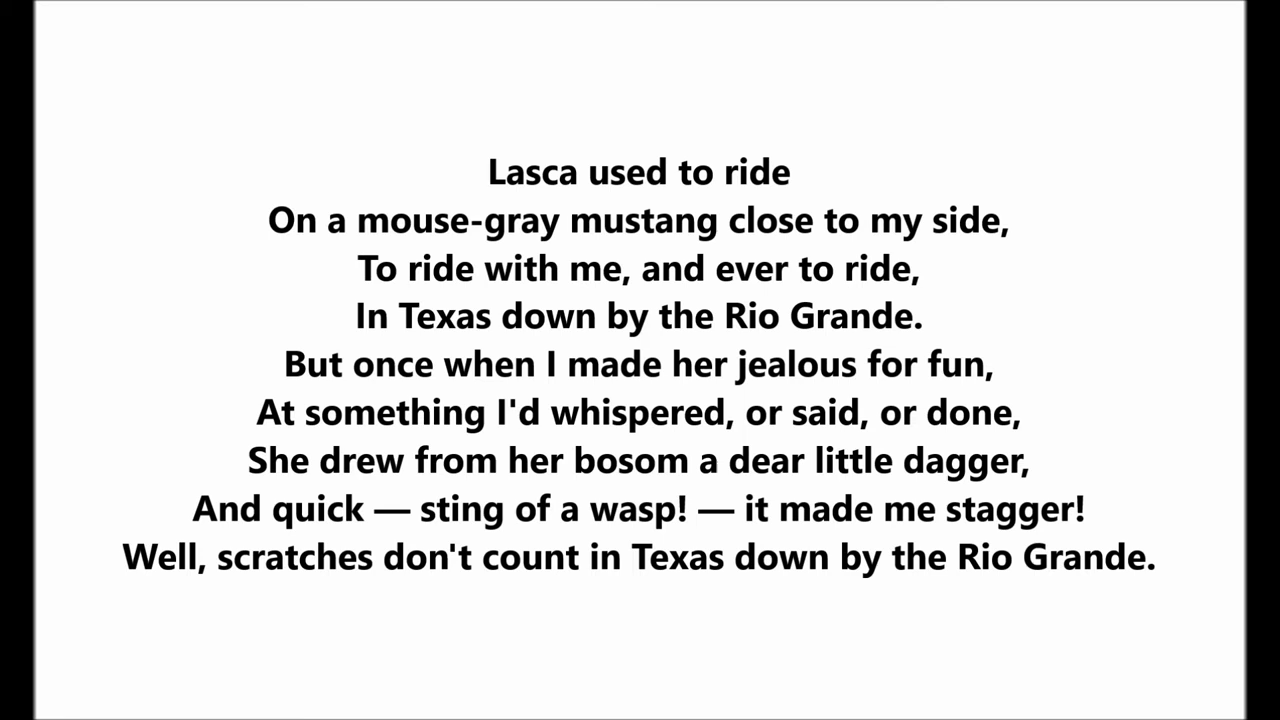 Lasca used to ride
On a mouse-gray mustang close to my side,
To ride with me, and ever to ride,
In Texas down by the Rio Grande.
But once when I made her jealous for fun,
At something I'd whispered, or said, or done,
She drew from her bosom a dear little dagger,
And quick — sting of a wasp! — it made me stagger!
Well, scratches don't count in Texas down by the Rio Grande.